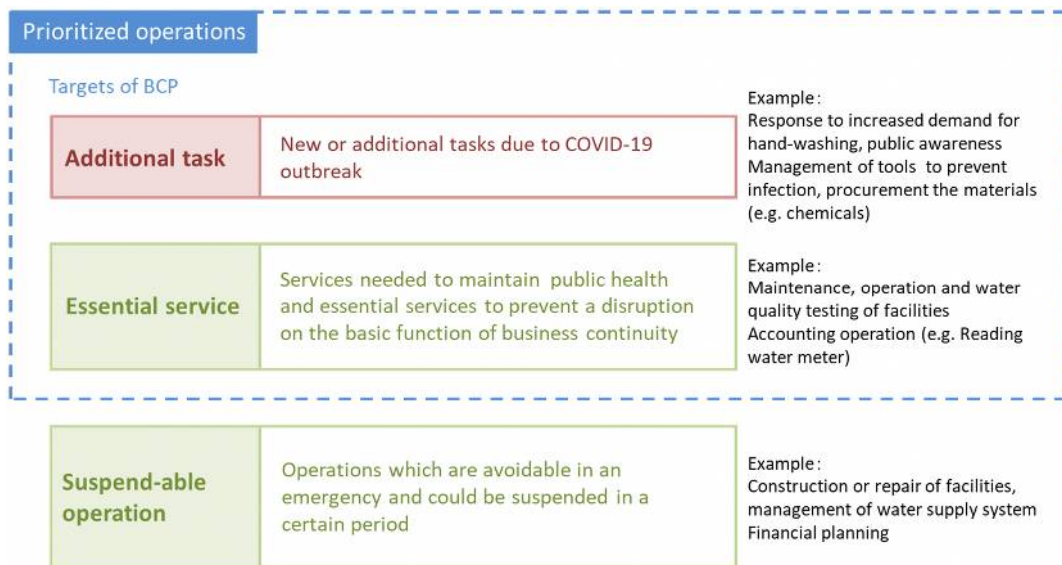 Prioritized operations
Targets of BCP
Additional task
New or additional tasks due to COVID-19
outbreak
Example:
Response to increased demand for
hand-washing, public awareness
Management of tools to prevent
infection, procurement the materials
(e.g. chemicals)
Essential service
Services needed to maintain public health
and essential services to prevent a disruption
on the basic function of business continuity
Example:
Maintenance, operation and water
quality testing of facilities
Accounting operation (e.g. Reading
water meter)
Suspend-able
operation
Operations which are avoidable in an
emergency and could be suspended in a
certain period
Example:
Construction or repair of facilities,
management of water supply system
Financial planning